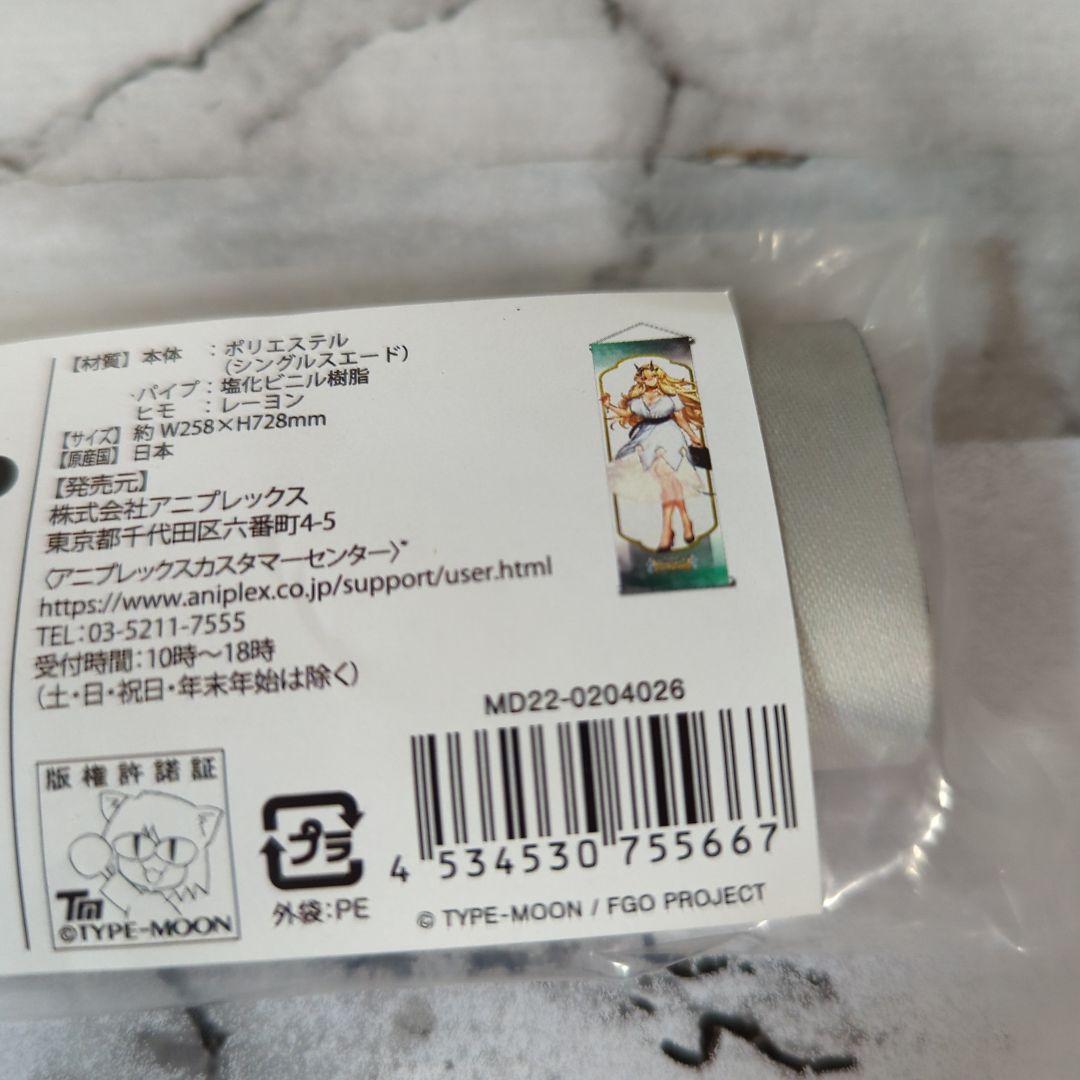 【材質】本体 : ポリエステル
(シングルスエード)
パイプ : 塩化ビニル樹脂
ヒモ : レーヨン
【サイズ】約 W258×H728mm
【原産国】日本
【発売元】
株式会社アニプレックス
東京都千代田区六番町4-5
〈アニプレックスカスタマーセンター〉
https://www.aniplex.co.jp/support/user.html
TEL:03-5211-7555
受付時間:10時〜18時
(土・日・祝日・年末年始は除く)
MD22-0204026
4 534530 755667
版権許諾証
TM
©TYPE-MOON
プラ
外袋:PE
© TYPE-MOON / FGO PROJECT